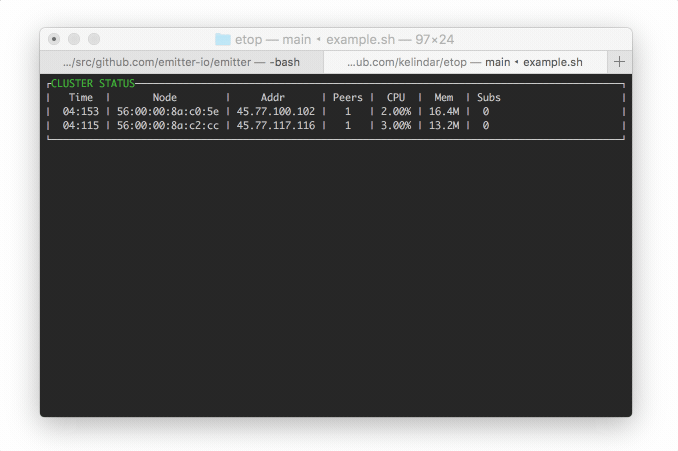 etop — main • example.sh — 97×24
.../src/github.com/emitter-io/emitter — -bash
...ub.com/kelindar/etop — main • example.sh
+
CLUSTER STATUS
| Time | Node | Addr | Peers | CPU | Mem | Subs |
| 04:153 | 56:00:00:8a:c0:5e | 45.77.100.102 | 1 | 2.00% | 16.4M | 0 |
| 04:115 | 56:00:00:8a:c2:cc | 45.77.117.116 | 1 | 3.00% | 13.2M | 0 |